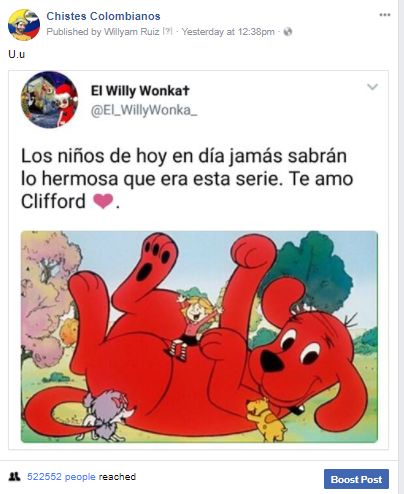 Chistes Colombianos
Published by Willyam Ruiz [?] · Yesterday at 12:38pm ·
U.u
El Willy Wonka✝
@El_WillyWonka_
Los niños de hoy en día jamás sabrán
lo hermosa que era esta serie. Te amo
Clifford ❤.
522552 people reached
Boost Post